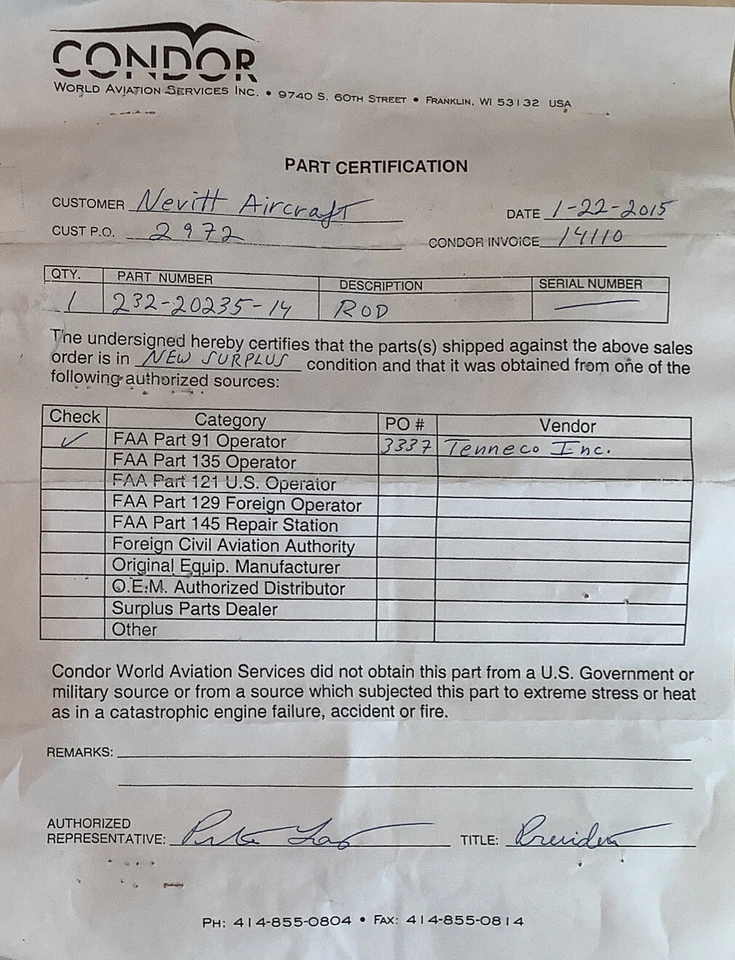 CONDOR
WORLD AVIATION SERVICES INC. • 9740 S. 60TH STREET • FRANKLIN, WI 53132 USA
PART CERTIFICATION
CUSTOMER Nevitt Aircraft DATE 1-22-2015
CUST P.O. 2972 CONDOR INVOICE 14110
QTY. PART NUMBER DESCRIPTION SERIAL NUMBER
1 232-20235-14 ROD
The undersigned hereby certifies that the parts(s) shipped against the above sales
order is in NEW SURPLUS condition and that it was obtained from one of the
following authorized sources:
Check Category PO # Vendor
✓ FAA Part 91 Operator 3337 Tenneco Inc.
FAA Part 135 Operator
FAA Part 121 U.S. Operator
FAA Part 129 Foreign Operator
FAA Part 145 Repair Station
Foreign Civil Aviation Authority
Original Equip. Manufacturer
O.E.M. Authorized Distributor
Surplus Parts Dealer
Other
Condor World Aviation Services did not obtain this part from a U.S. Government or
military source or from a source which subjected this part to extreme stress or heat
as in a catastrophic engine failure, accident or fire.
REMARKS:
AUTHORIZED
REPRESENTATIVE: TITLE: President
PH: 414-855-0804 • FAX: 414-855-0814